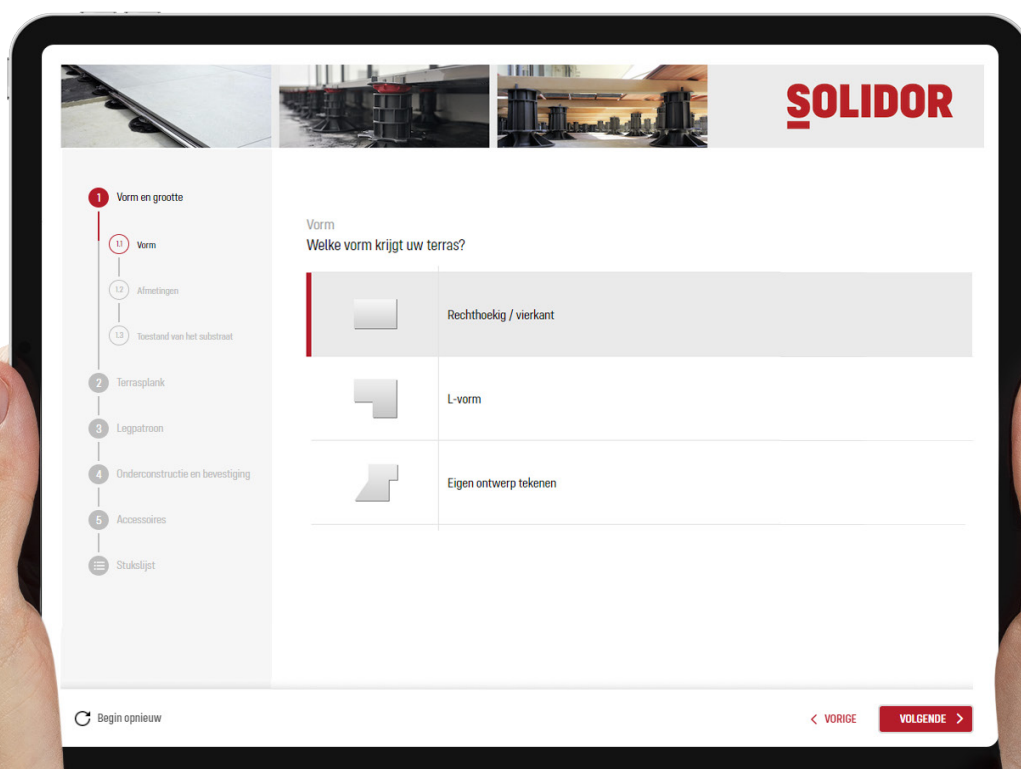 SOLIDOR
1 Vorm en grootte
1.1 Vorm
1.2 Afmetingen
1.3 Toestand van het substraat
2 Terrasplank
3 Legpatroon
4 Onderconstructie en bevestiging
5 Accessoires
Stukslijst
Vorm
Welke vorm krijgt uw terras?
Rechthoekig / vierkant
L-vorm
Eigen ontwerp tekenen
Begin opnieuw
VORIGE
VOLGENDE